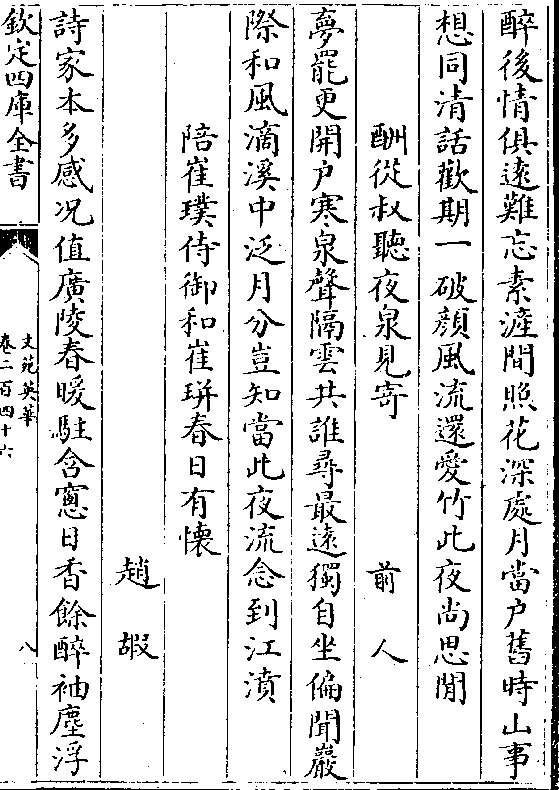 醉後情俱遠難忘素滻間照花深處月當户舊時山事
想同清話歡期一破顔風流還愛竹此夜尚思閒
酬從叔聽夜泉見寄　前人
夢罷更開户寒泉聲隔雲共誰尋最遠獨自坐偏聞巖
際和風滴溪中泛月分豈知當此夜流念到江濆
陪崔璞侍御和崔珙春日有懐
趙嘏
詩家本多感況值廣陵春暖駐含窻日香餘醉袖塵浮
欽定四庫全書
文苑英華
卷二百四十六
八